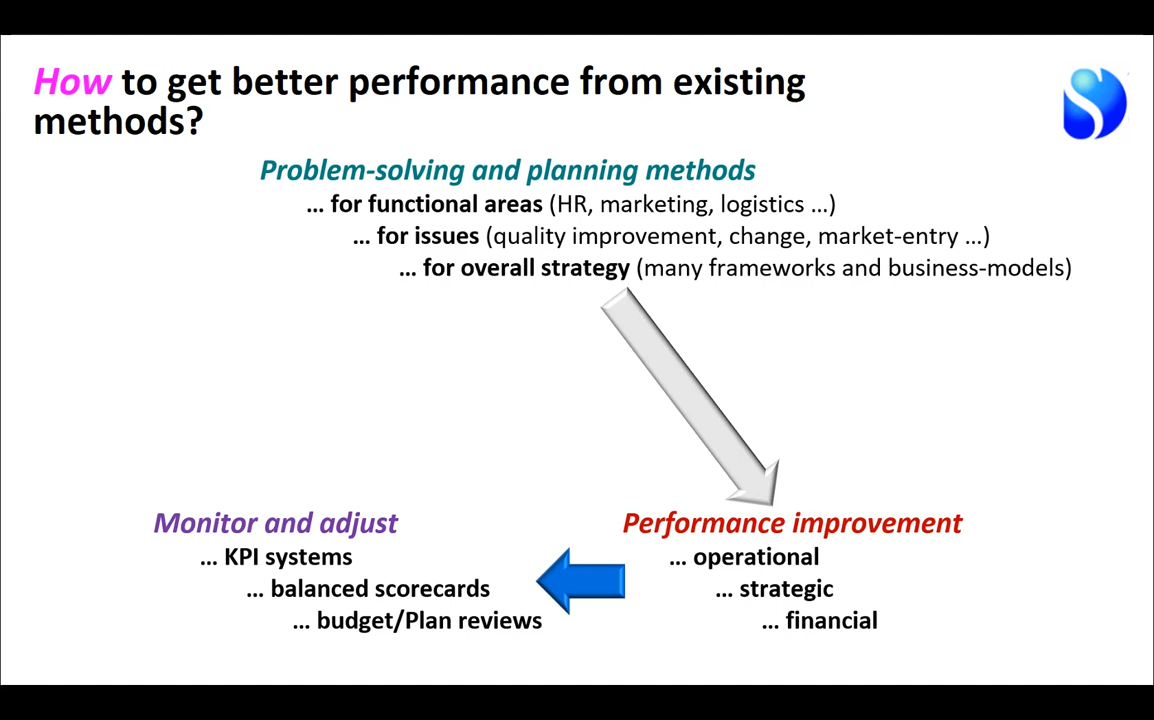 How to get better performance from existing
methods?
Problem-solving and planning methods
... for functional areas (HR, marketing, logistics ...)
... for issues (quality improvement, change, market-entry ...)
... for overall strategy (many frameworks and business-models)
Monitor and adjust
... KPI systems
... balanced scorecards
... budget/Plan reviews
Performance improvement
... operational
... strategic
... financial